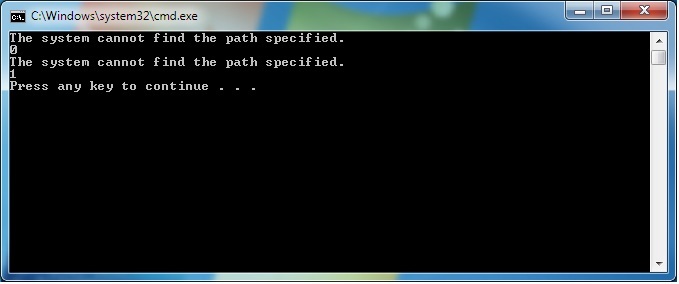 C:\Windows\system32\cmd.exe
The system cannot find the path specified.
0
The system cannot find the path specified.
1
Press any key to continue . . .